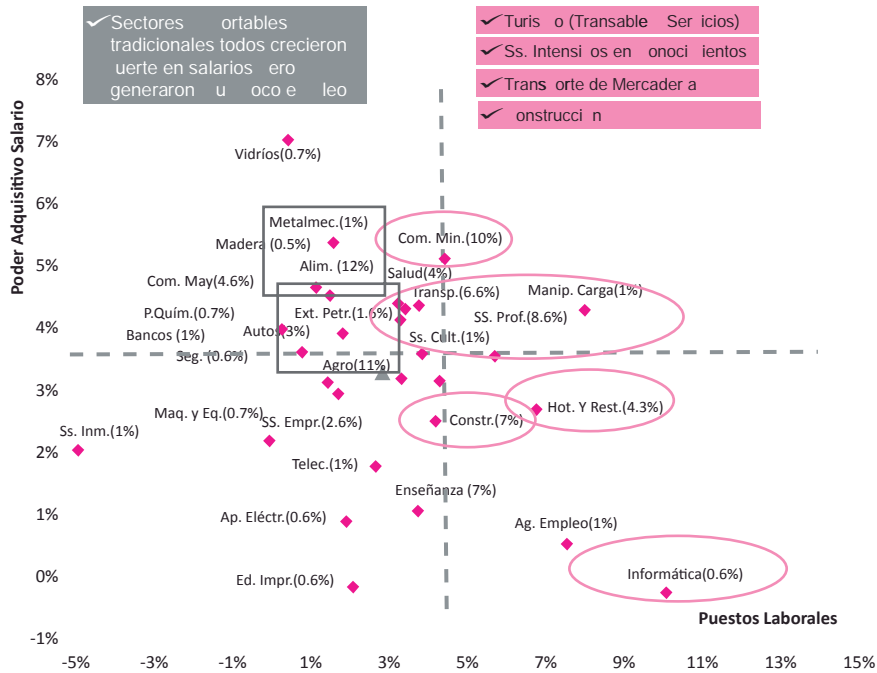 Sectores ortables
tradicionales todos crecieron
uerte en salarios ero
generaron u oco e leo
Turis o (Transable Ser icios)
Ss. Intensi os en onoci ientos
Trans orte de Mercader a
onstrucci n
Poder Adquisitivo Salario
8%
7%
6%
5%
4%
3%
2%
1%
0%
-1%
Vidríos(0.7%)
Metalmec.(1%)
Madera (0.5%)
Com. Min.(10%)
Alim. (12%)
Salud(4%)
Com. May(4.6%)
Transp.(6.6%)
Manip. Carga(1%)
P.Quím.(0.7%)
Ext. Petr.(1.6%)
SS. Prof.(8.6%)
Bancos (1%)
Autos(3%)
Ss. Cult.(1%)
Seg. (0.6%)
Agro(11%)
Maq. y Eq.(0.7%)
SS. Empr.(2.6%)
Constr.(7%)
Hot. Y Rest.(4.3%)
Ss. Inm.(1%)
Telec.(1%)
Enseñanza (7%)
Ap. Eléctr.(0.6%)
Ag. Empleo(1%)
Ed. Impr.(0.6%)
Informática(0.6%)
Puestos Laborales
-5%
-3%
-1%
1%
3%
5%
7%
9%
11%
13%
15%